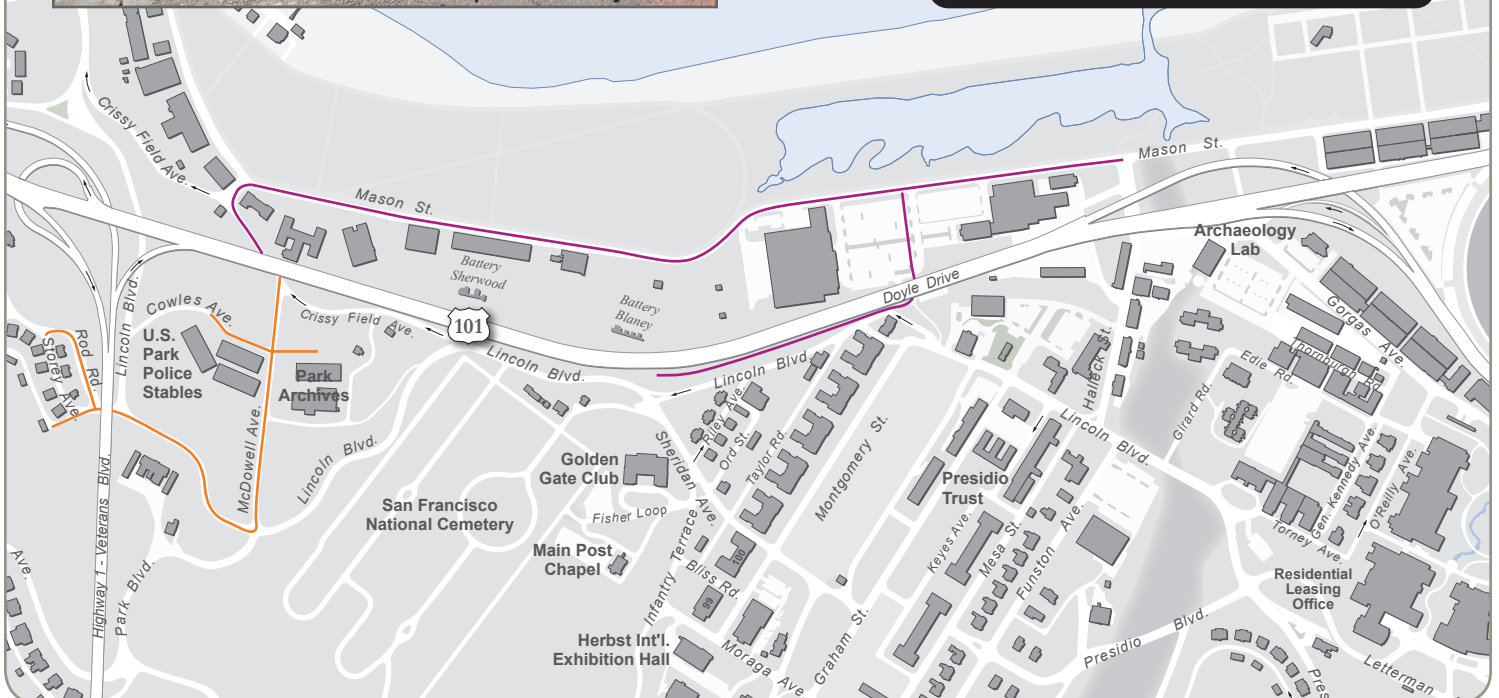 Crissy Field Ave.
Mason St.
Mason St.
Battery
Sherwood
Battery
Blaney
Doyle Drive
Archaeology
Lab
Lincoln Blvd.
Cowles Ave.
Crissy Field Ave.
101
Rod Rd.
Storey Ave.
U.S.
Park
Police
Stables
Park
Archives
Lincoln Blvd.
Lincoln Blvd.
Halleck St.
Gorgas Ave.
Thornburgh Rd.
Edie Rd.
Girard Rd.
McDowell Ave.
Lincoln Blvd.
Riley Ave.
Ord St.
Taylor Rd.
Montgomery St.
Lincoln Blvd.
Sheridan Ave.
Golden
Gate Club
San Francisco
National Cemetery
Fisher Loop
Presidio
Trust
Gen. Kennedy Ave.
O'Reilly Ave.
Torney Ave.
Main Post
Chapel
Infantry Terrace
Bliss Rd.
100
99
Keyes Ave.
Mesa St.
Funston Ave.
Residential
Leasing
Office
Ave.
Highway 1 - Veterans Blvd.
Park Blvd.
Herbst Int'l.
Exhibition Hall
Moraga Ave.
Graham St.
Presidio Blvd.
Letterman